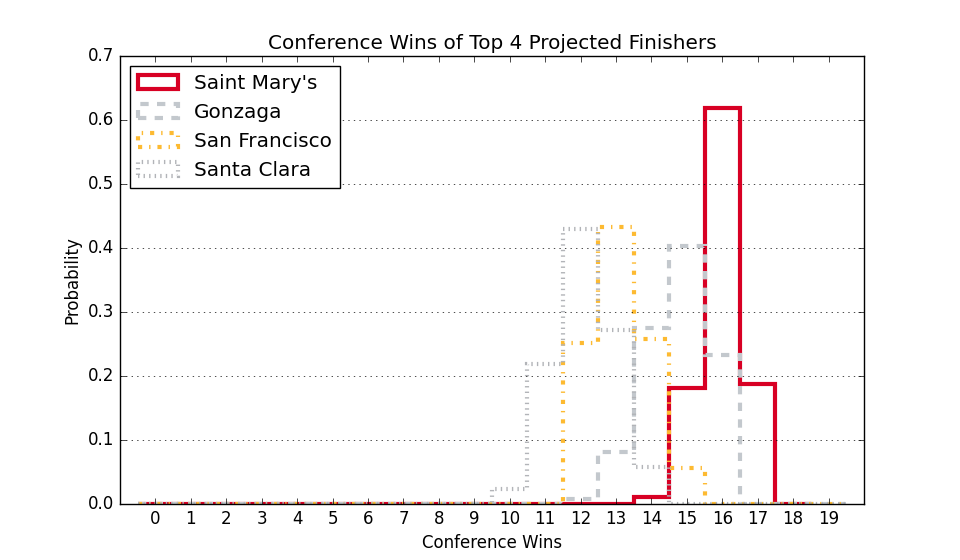 Conference Wins of Top 4 Projected Finishers
0.7
0.6
0.5
0.4
0.3
0.2
0.1
0.0
Probability
Saint Mary's
Gonzaga
San Francisco
Santa Clara
0 1 2 3 4 5 6 7 8 9 10 11 12 13 14 15 16 17 18 19
Conference Wins